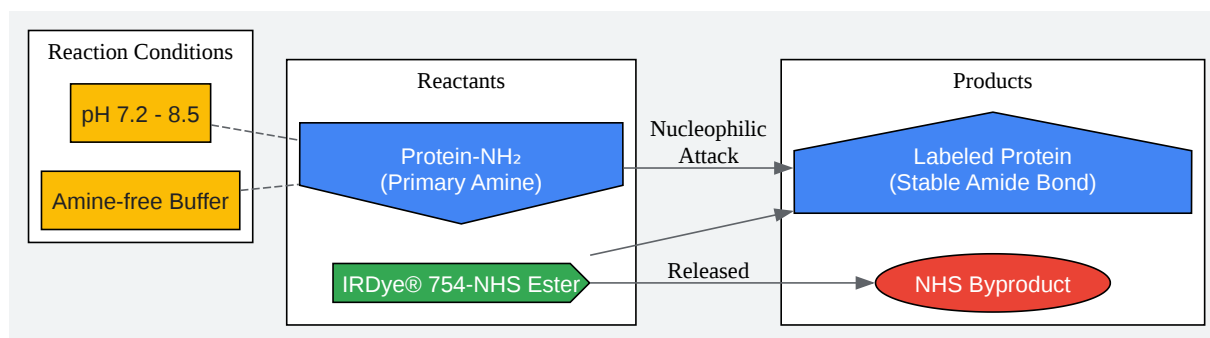 Reaction Conditions
pH 7.2 - 8.5
Amine-free Buffer
Reactants
Protein-NH₂
(Primary Amine)
IRDye® 754-NHS Ester
Nucleophilic
Attack
Released
Products
Labeled Protein
(Stable Amide Bond)
NHS Byproduct